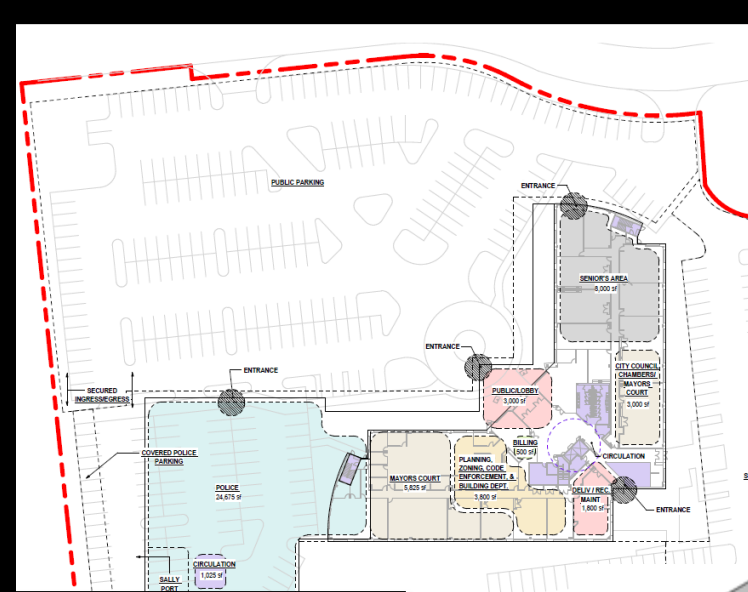 PUBLIC PARKING
ENTRANCE
SENIOR'S AREA
8,000 sf
ENTRANCE
CITY COUNCIL
CHAMBERS/
MAYORS
COURT
3,000 sf
ENTRANCE
SECURED
INGRESS/EGRESS
PUBLIC/LOBBY
3,000 sf
BILLING
500 sf
CIRCULATION
COVERED POLICE
PARKING
PLANNING,
ZONING, CODE
ENFORCEMENT, &
BUILDING DEPT.
3,800 sf
MAYORS COURT
5,825 sf
POLICE
24,675 sf
DELIV / REC
MAINT
1,600 sf
ENTRANCE
CIRCULATION
1,025 sf
SALLY
PORT